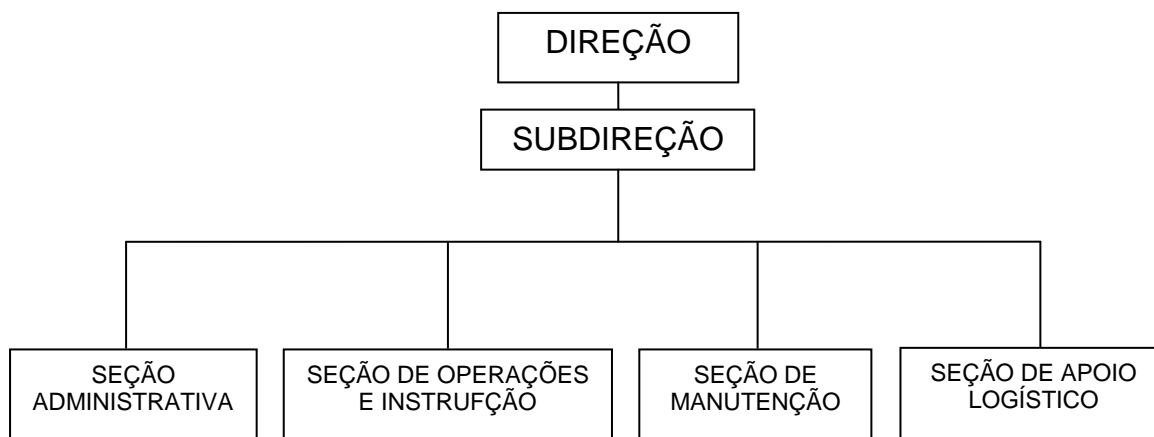 DIREÇÃO
SUBDIREÇÃO
SEÇÃO
ADMINISTRATIVA
SEÇÃO DE OPERAÇÕES
E INSTRUFÇÃO
SEÇÃO DE
MANUTENÇÃO
SEÇÃO DE APOIO
LOGÍSTICO